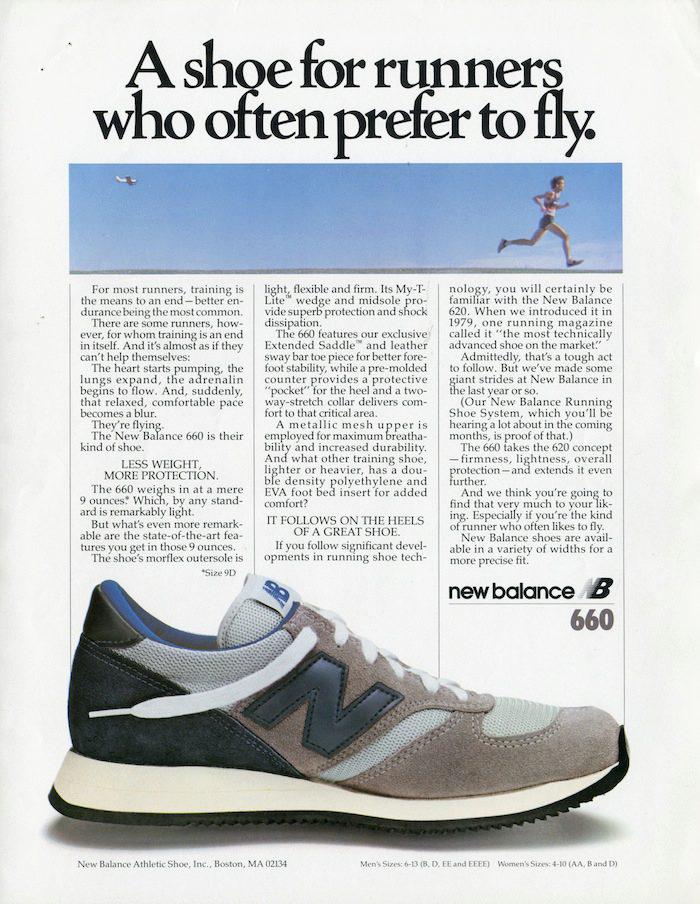 A shoe for runners
who often prefer to fly.
For most runners, training is
the means to an end—better en-
durance being the most common.
There are some runners, how-
ever, for whom training is an end
in itself. And it's almost as if they
can't help themselves:
The heart starts pumping, the
lungs expand, the adrenalin
begins to flow. And, suddenly,
that relaxed, comfortable pace
becomes a blur.
They're flying.
The New Balance 660 is their
kind of shoe.
LESS WEIGHT,
MORE PROTECTION.
The 660 weighs in at a mere
9 ounces.* Which, by any stand-
ard is remarkably light.
But what's even more remark-
able are the state-of-the-art fea-
tures you get in those 9 ounces.
The shoe's morflex outersole is
*Size 9D
light, flexible and firm. Its My-T-
Lite™ wedge and midsole pro-
vide superb protection and shock
dissipation.
The 660 features our exclusive
Extended Saddle™ and leather
sway bar toe piece for better fore-
foot stability, while a pre-molded
counter provides a protective
"pocket" for the heel and a two-
way-stretch collar delivers com-
fort to that critical area.
A metallic mesh upper is
employed for maximum breatha-
bility and increased durability.
And what other training shoe,
lighter or heavier, has a dou-
ble density polyethylene and
EVA foot bed insert for added
comfort?
IT FOLLOWS ON THE HEELS
OF A GREAT SHOE.
If you follow significant devel-
opments in running shoe tech-
nology, you will certainly be
familiar with the New Balance
620. When we introduced it in
1979, one running magazine
called it "the most technically
advanced shoe on the market."
Admittedly, that's a tough act
to follow. But we've made some
giant strides at New Balance in
the last year or so.
(Our New Balance Running
Shoe System, which you'll be
hearing a lot about in the coming
months, is proof of that.)
The 660 takes the 620 concept
—firmness, lightness, overall
protection—and extends it even
further.
And we think you're going to
find that very much to your lik-
ing. Especially if you're the kind
of runner who often likes to fly.
New Balance shoes are avail-
able in a variety of widths for a
more precise fit.
new balance NB
660
NB
N
New Balance Athletic Shoe, Inc., Boston, MA 02134
Men's Sizes: 6-13 (B, D, EE and EEEE) Women's Sizes: 4-10 (AA, B and D)